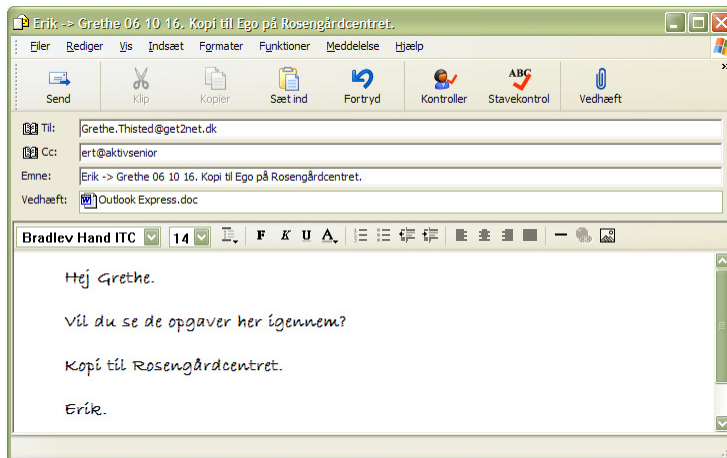 Erik -> Grethe 06 10 16. Kopi til Ego på Rosengårdcentret.
Filer Rediger Vis Indsæt Formater Funktioner Meddelelse Hjælp
Send Klip Kopier Sæt ind Fortryd Kontroller Stavekontrol Vedhæft
Til: Grethe.Thisted@get2net.dk
Cc: ert@aktivsenior
Emne: Erik -> Grethe 06 10 16. Kopi til Ego på Rosengårdcentret.
Vedhæft: Outlook Express.doc
Bradley Hand ITC 14 F K U A
Hej Grethe.
Vil du se de opgaver her igennem?
Kopi til Rosengårdcentret.
Erik.